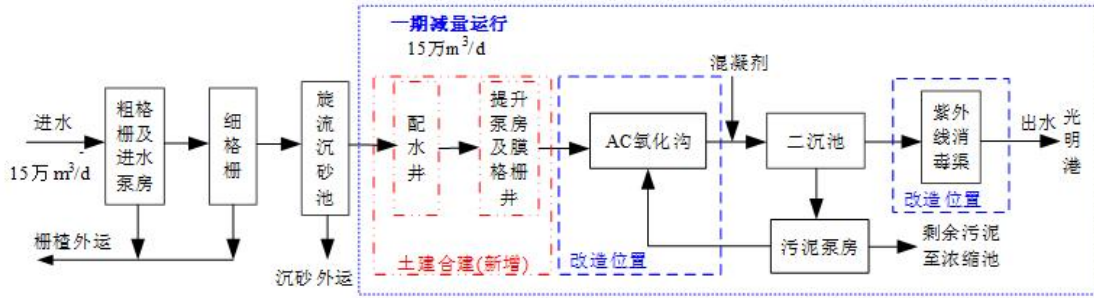 一期减量运行
15万m³/d
混凝剂
进水
15万m³/d
粗格
栅及
进水
泵房
细
格
栅
旋
流
沉
砂
池
配
水
井
提升
泵房
及膜
格栅
井
AC氧化沟
二沉池
紫外
线消
毒渠
出水
光
明
港
改造位置
栅楂外运
沉砂外运
土建合建(新增)
改造位置
污泥泵房
剩余污泥
至浓缩池